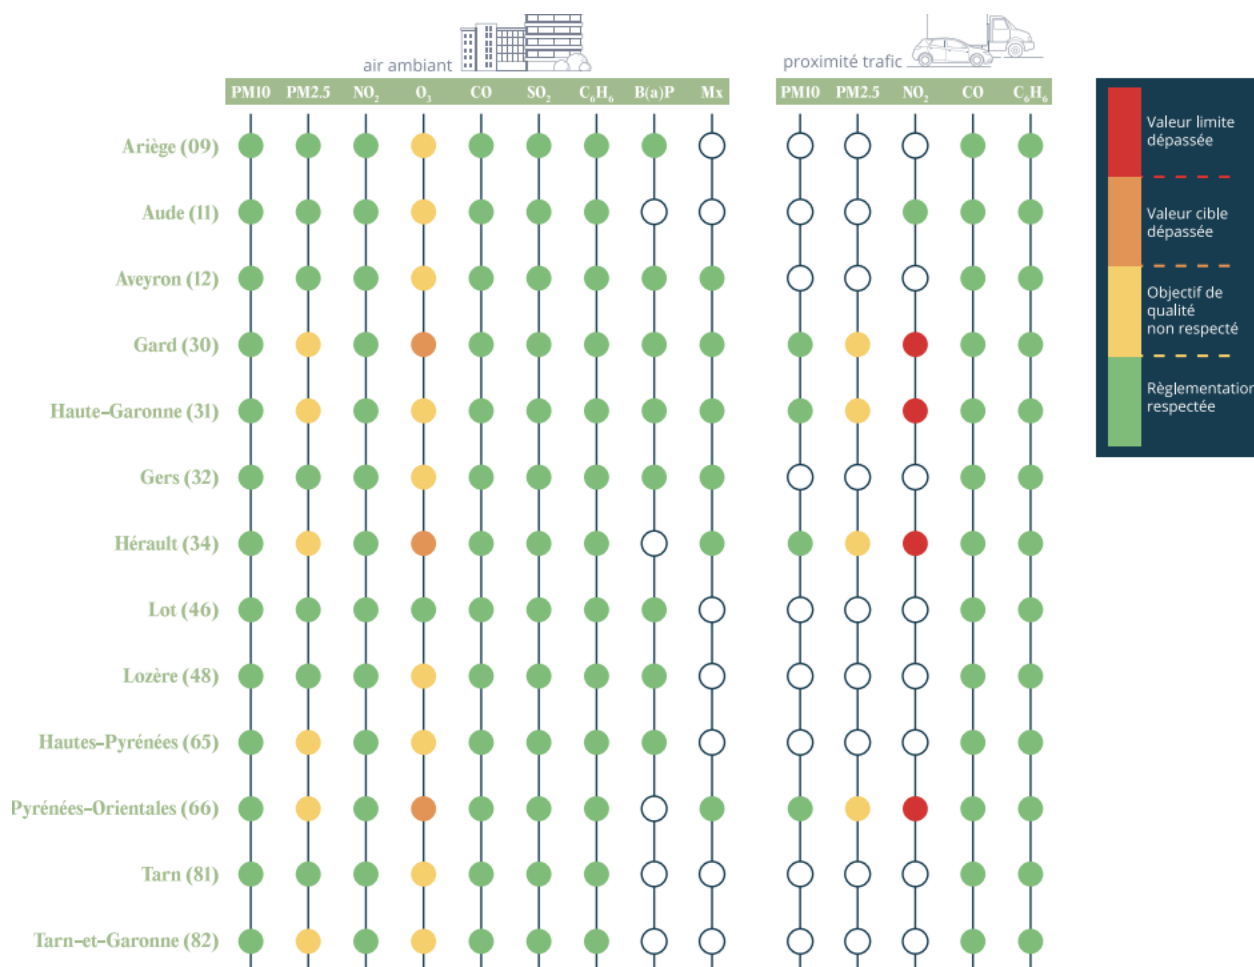 air ambiant
proximité trafic
PM10 PM2.5 NO₂ O₃ CO SO₂ C₆H₆ B(a)P Mx
PM10 PM2.5 NO₂ CO C₆H₆
Ariège (09)
Aude (11)
Aveyron (12)
Gard (30)
Haute-Garonne (31)
Gers (32)
Hérault (34)
Lot (46)
Lozère (48)
Hautes-Pyrénées (65)
Pyrénées-Orientales (66)
Tarn (81)
Tarn-et-Garonne (82)
Valeur limite
dépassée
Valeur cible
dépassée
Objectif de
qualité
non respecté
Règlementation
respectée